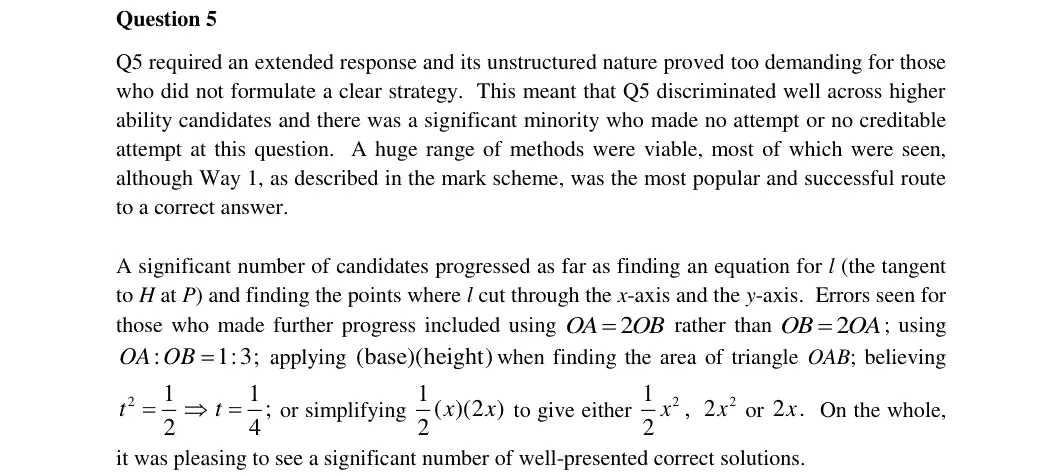 Question 5
Q5 required an extended response and its unstructured nature proved too demanding for those
who did not formulate a clear strategy. This meant that Q5 discriminated well across higher
ability candidates and there was a significant minority who made no attempt or no creditable
attempt at this question. A huge range of methods were viable, most of which were seen,
although Way 1, as described in the mark scheme, was the most popular and successful route
to a correct answer.
A significant number of candidates progressed as far as finding an equation for l (the tangent
to H at P) and finding the points where l cut through the x-axis and the y-axis. Errors seen for
those who made further progress included using OA = 2OB rather than OB = 2OA; using
OA : OB = 1 : 3; applying (base)(height) when finding the area of triangle OAB; believing
t² = 1/2 ⇒ t = 1/4; or simplifying 1/2 (x)(2x) to give either 1/2 x², 2x² or 2x. On the whole,
it was pleasing to see a significant number of well-presented correct solutions.